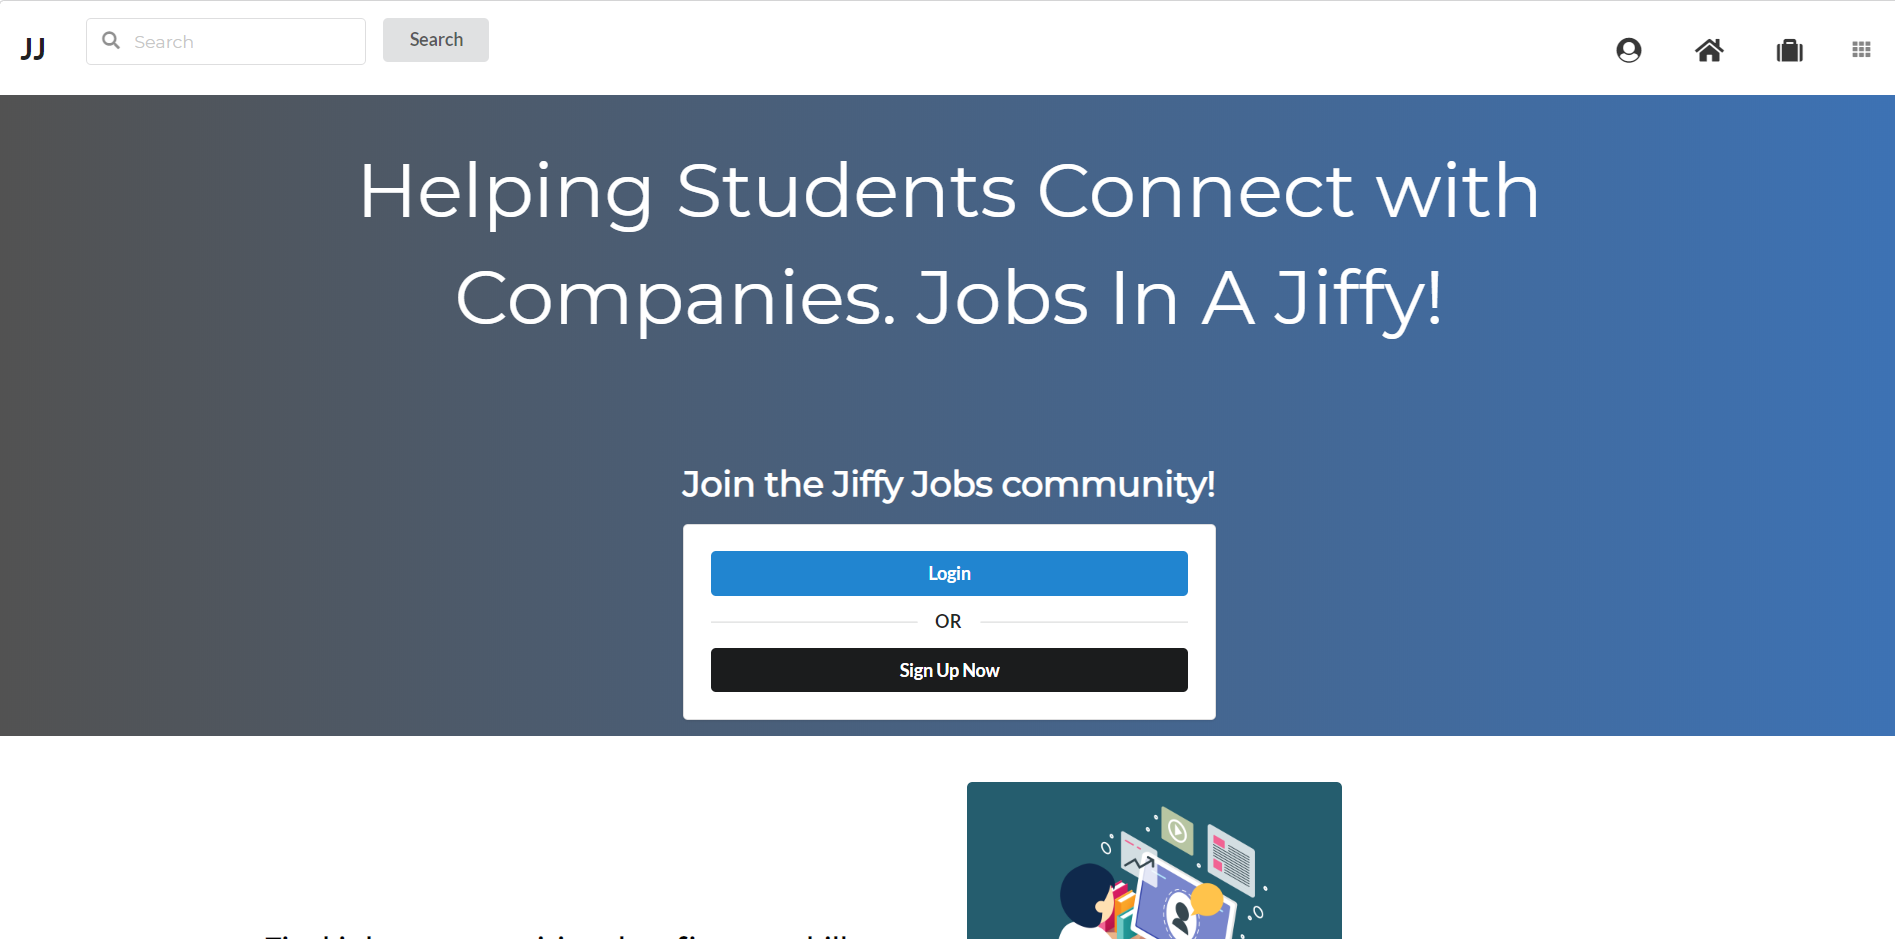 JJ
Search
Search
Helping Students Connect with
Companies. Jobs In A Jiffy!
Join the Jiffy Jobs community!
Login
OR
Sign Up Now